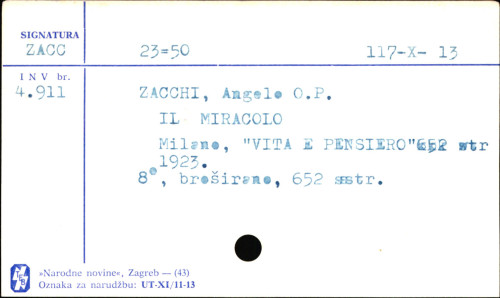 SIGNATURA
ZACC 23=50 117-X- 13
INV br.
4.911 ZACCHI, Angelo O.P.
IL MIRACOLO
Milano, "VITA E PENSIERO" 652 str
1923.
8°, broširano, 652 sstr.
»Narodne novine«, Zagreb — (43)
Oznaka za narudžbu: UT-XI/11-13